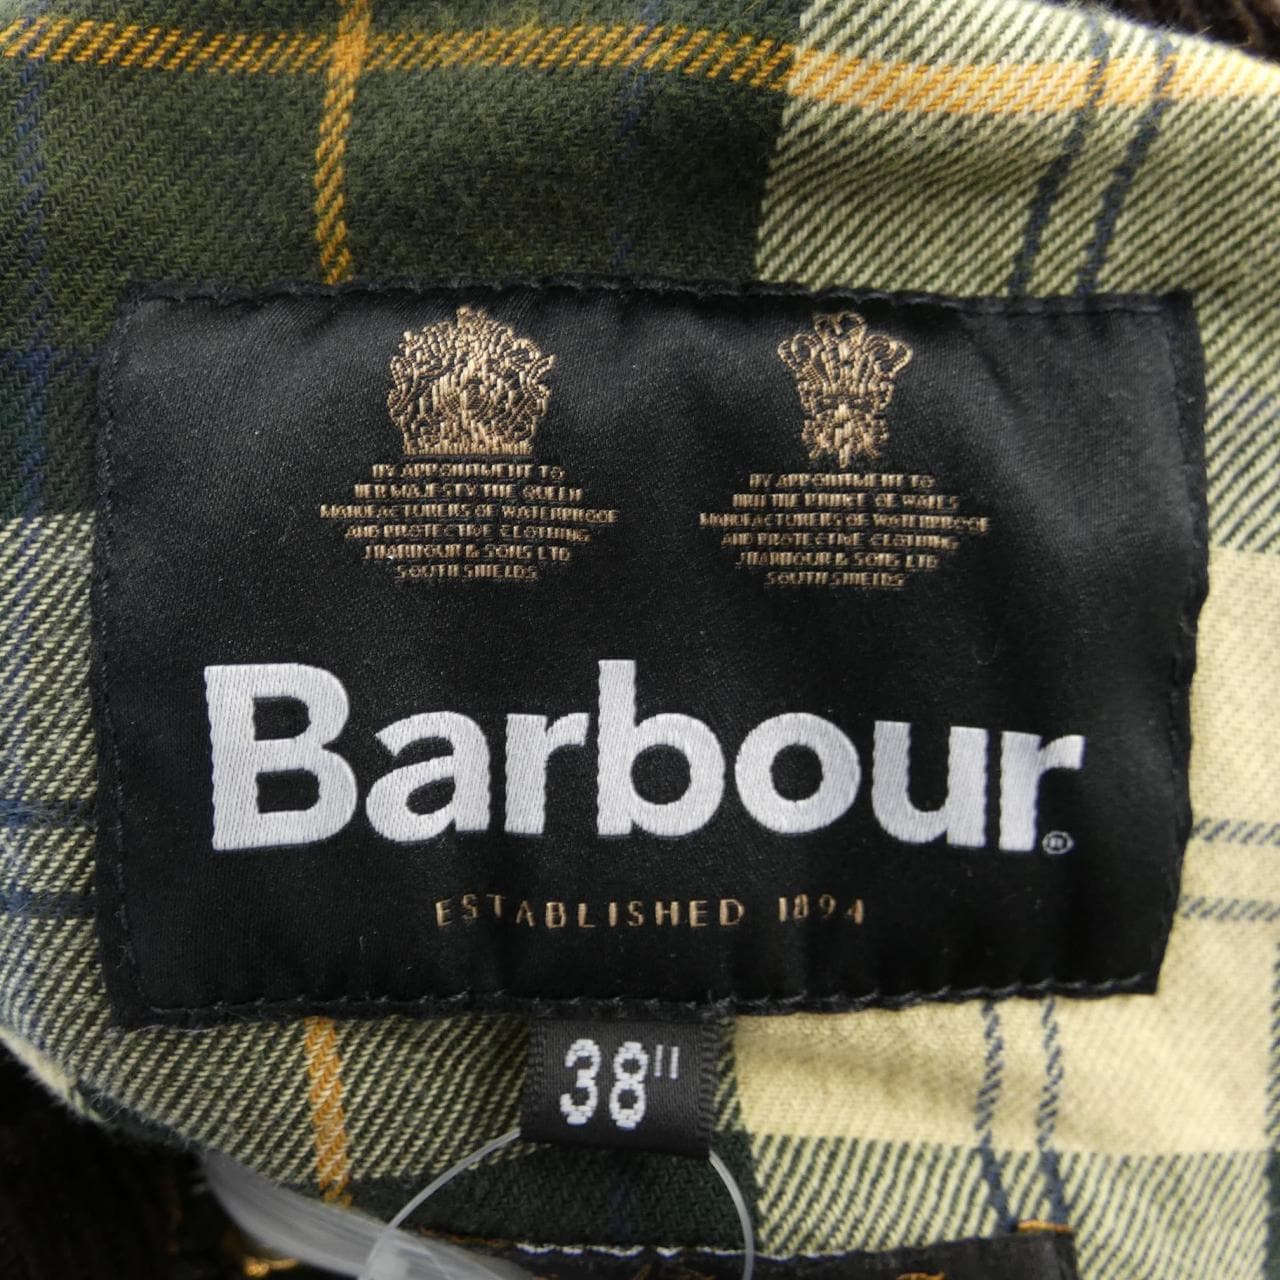 BY APPOINTMENT TO
HER MAJESTY THE QUEEN
MANUFACTURERS OF WATERPROOF
AND PROTECTIVE CLOTHING
J BARBOUR & SONS LTD
SOUTH SHIELDS
BY APPOINTMENT TO
HRH THE PRINCE OF WALES
MANUFACTURERS OF WATERPROOF
AND PROTECTIVE CLOTHING
J BARBOUR & SONS LTD
SOUTH SHIELDS
Barbour®
ESTABLISHED 1894
38"